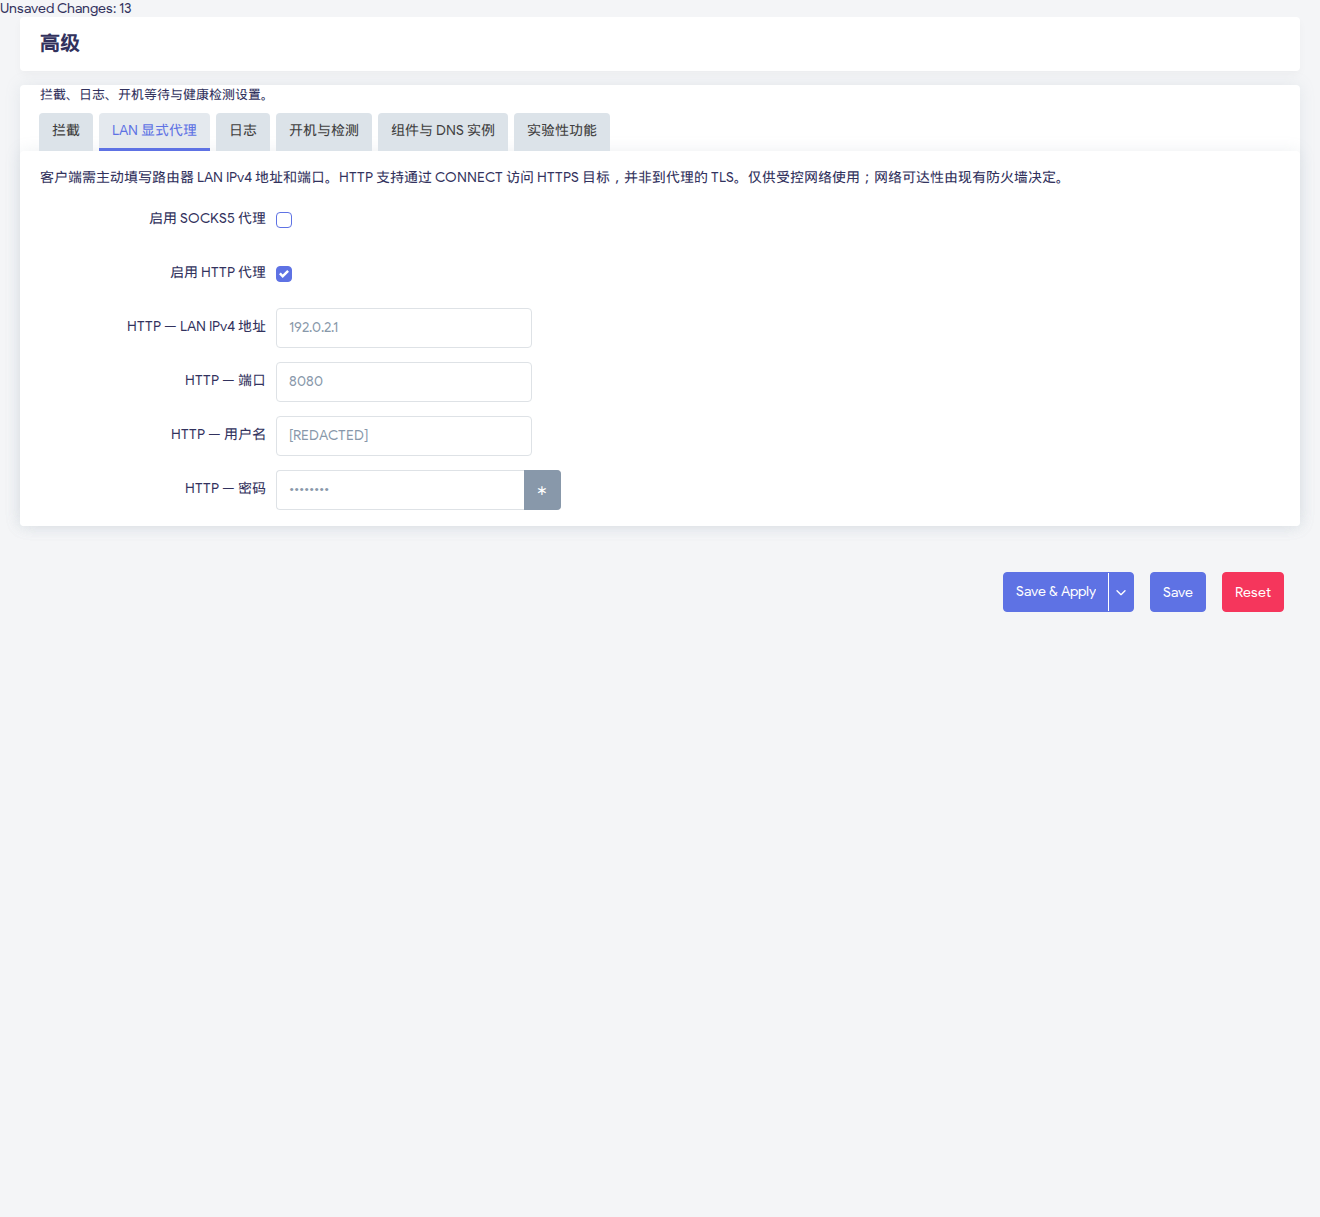 Unsaved Changes: 13
高级
拦截、日志、开机等待与健康检测设置。
拦截 LAN 显式代理 日志 开机与检测 组件与 DNS 实例 实验性功能
客户端需主动填写路由器 LAN IPv4 地址和端口。HTTP 支持通过 CONNECT 访问 HTTPS 目标，并非到代理的 TLS。仅供受控网络使用；网络可达性由现有防火墙决定。
启用 SOCKS5 代理
启用 HTTP 代理
HTTP — LAN IPv4 地址 192.0.2.1
HTTP — 端口 8080
HTTP — 用户名 [REDACTED]
HTTP — 密码 •••••••• *
Save & Apply Save Reset